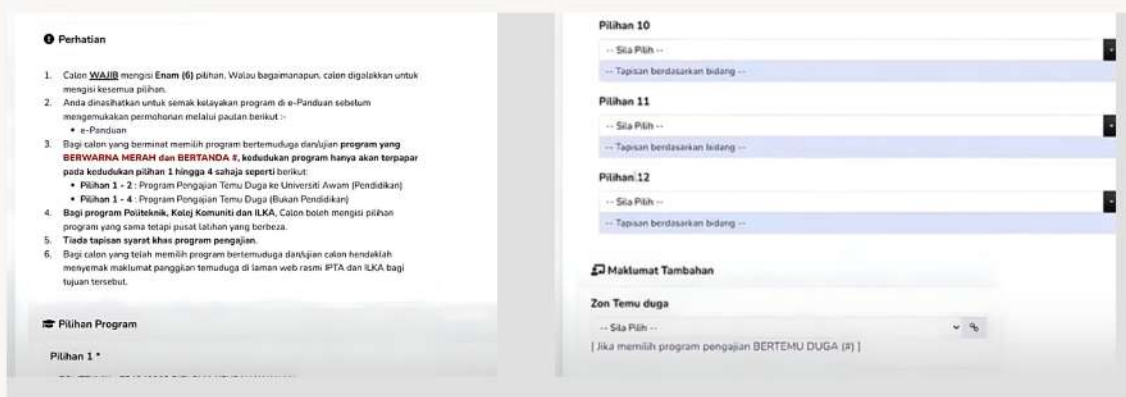 Perhatian
1. Calon WAJIB mengisi Enam (6) pilihan. Walau bagaimanapun, calon digalakkan untuk
mengisi kesemua pilihan.
2. Anda dinasihatkan untuk semak kelayakan program di e-Panduan sebelum
mengemukakan permohonan melalui pautan berikut :-
• e-Panduan
3. Bagi calon yang berminat memilih program bertemuduga dan/ujian program yang
BERWARNA MERAH dan BERTANDA #, kedudukan program hanya akan terpapar
pada kedudukan pilihan 1 hingga 4 sahaja seperti berikut:
• Pilihan 1 - 2 : Program Pengajian Temu Duga ke Universiti Awam (Pendidikan)
• Pilihan 1 - 4 : Program Pengajian Temu Duga (Bukan Pendidikan)
4. Bagi program Politeknik, Kolej Komuniti dan ILKA, Calon boleh mengisi pilihan
program yang sama tetapi pusat latihan yang berbeza.
5. Tiada tapisan syarat khas program pengajian.
6. Bagi calon yang telah memilih program bertemuduga dan/ujian calon hendaklah
menyemak maklumat panggilan temuduga di laman web rasmi IPTA dan ILKA bagi
tujuan tersebut.
Pilihan Program
Pilihan 1 *
Pilihan 10
-- Sila Pilih --
-- Tapisan berdasarkan bidang --
Pilihan 11
-- Sila Pilih --
-- Tapisan berdasarkan bidang --
Pilihan 12
-- Sila Pilih --
-- Tapisan berdasarkan bidang --
Maklumat Tambahan
Zon Temu duga
-- Sila Pilih --
[ Jika memilih program pengajian BERTEMU DUGA (#) ]